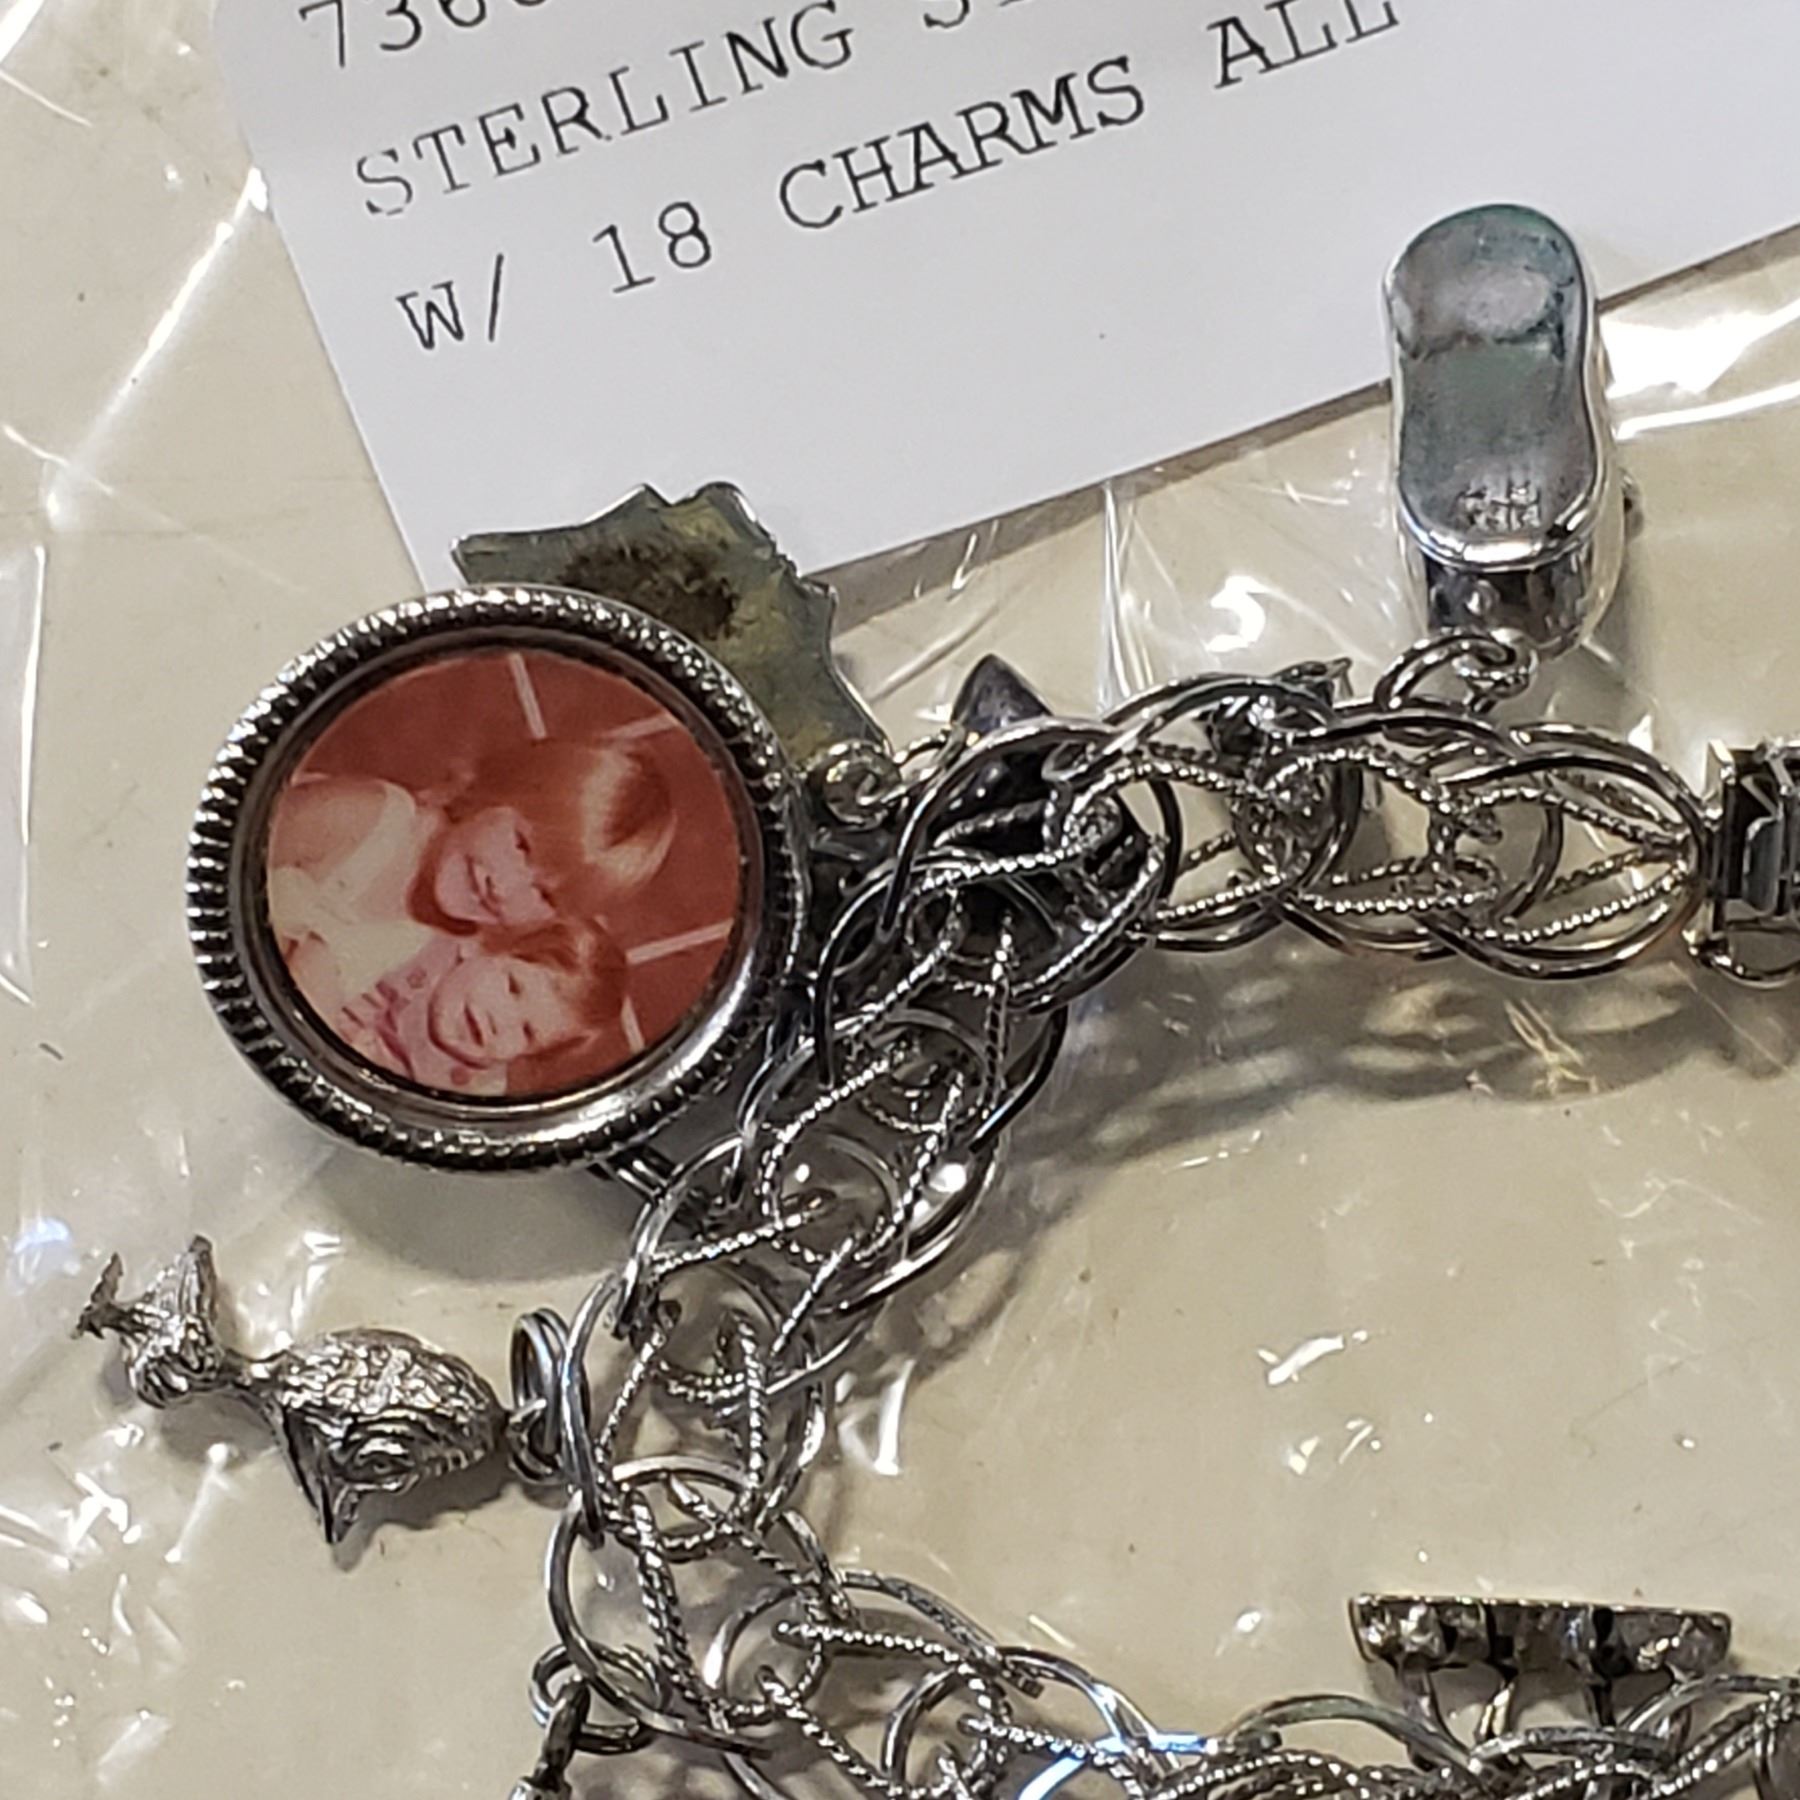 STERLING
W/ 18 CHARMS ALL